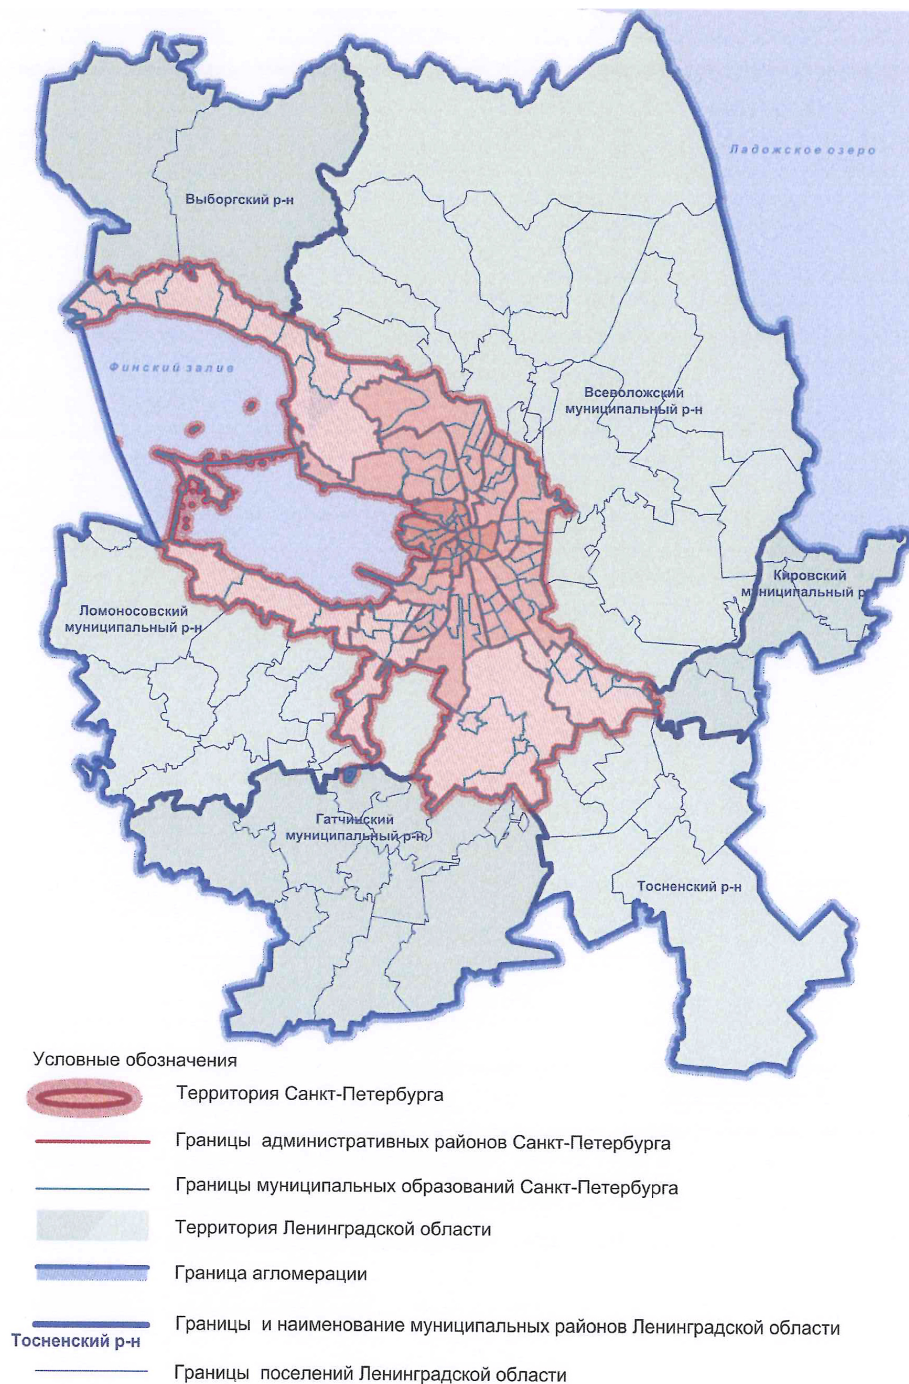 Ладожское озеро
Выборгский р-н
Финский залив
Всеволожский
муниципальный р-н
Кировский
муниципальный р
Ломоносовский
муниципальный р-н
Гатчинский
муниципальный р-н
Тосненский р-н
Условные обозначения
Территория Санкт-Петербурга
Границы административных районов Санкт-Петербурга
Границы муниципальных образований Санкт-Петербурга
Территория Ленинградской области
Граница агломерации
Границы и наименование муниципальных районов Ленинградской области
Тосненский р-н
Границы поселений Ленинградской области